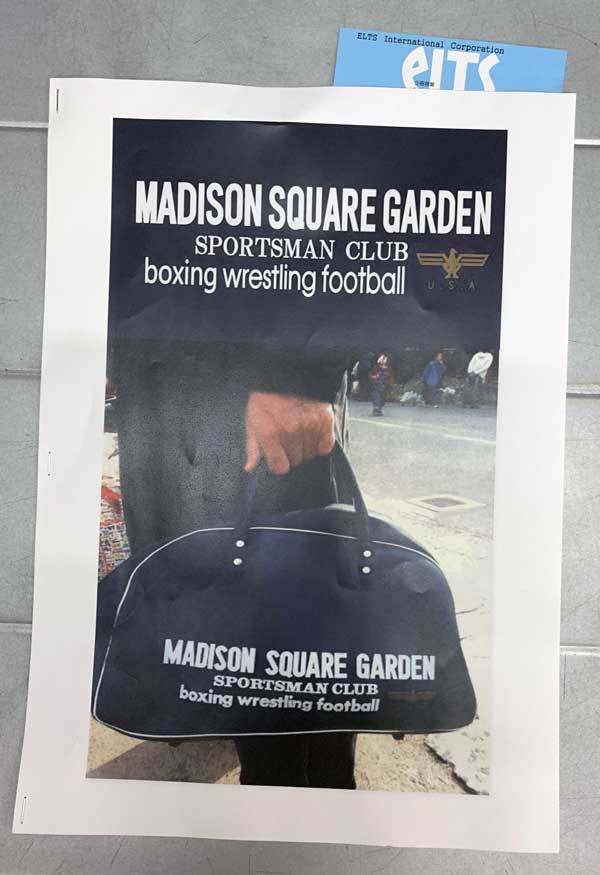 ELTS International Corporation
eLTS
MADISON SQUARE GARDEN
SPORTSMAN CLUB
boxing wrestling football
U.S.A
MADISON SQUARE GARDEN
SPORTSMAN CLUB
boxing wrestling football